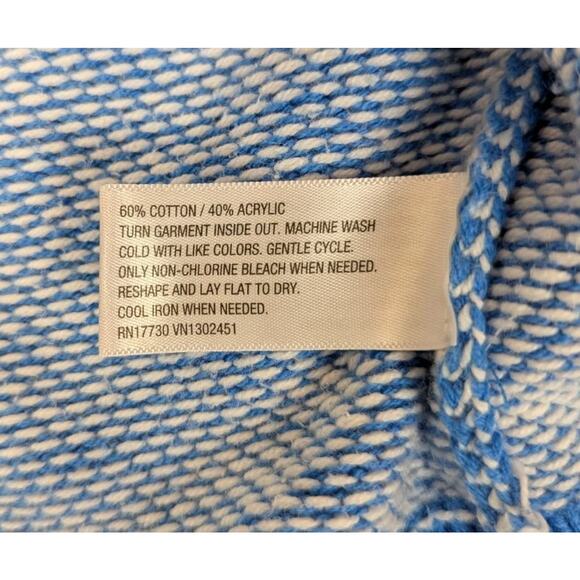 60% COTTON / 40% ACRYLIC
TURN GARMENT INSIDE OUT. MACHINE WASH
COLD WITH LIKE COLORS. GENTLE CYCLE.
ONLY NON-CHLORINE BLEACH WHEN NEEDED.
RESHAPE AND LAY FLAT TO DRY.
COOL IRON WHEN NEEDED.
RN17730 VN1302451